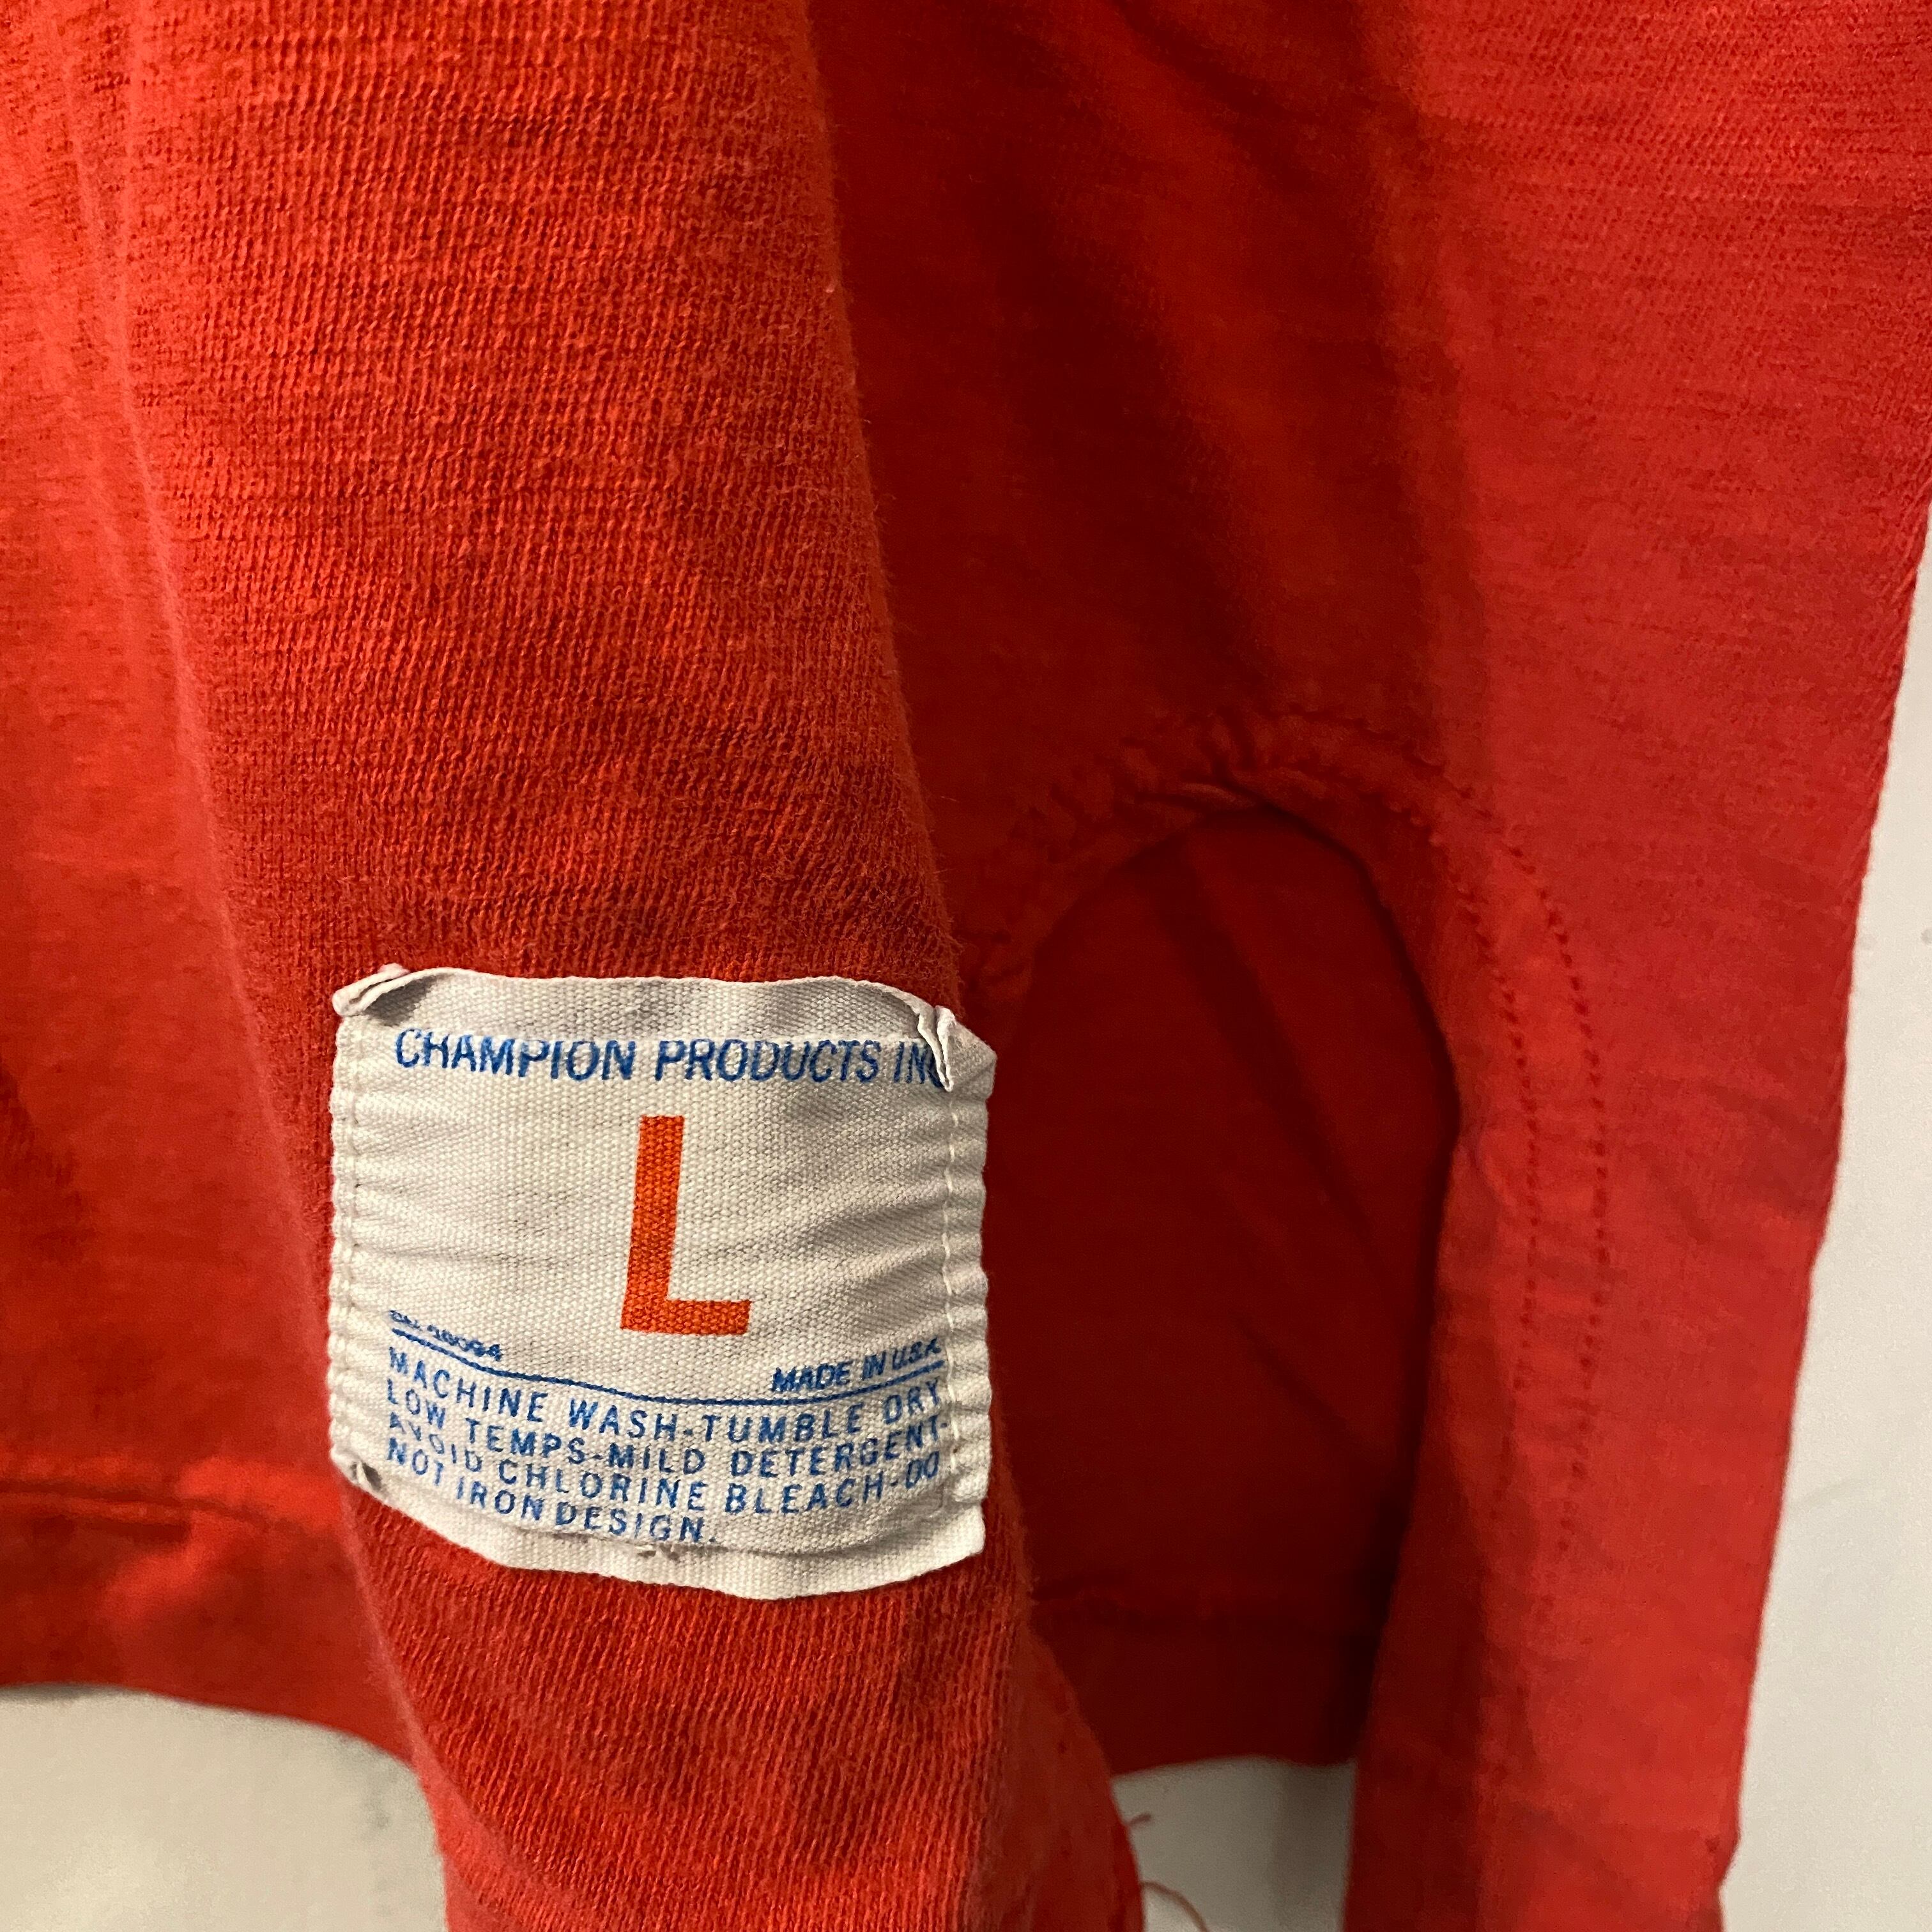 CHAMPION PRODUCTS INC
L
MADE IN U.S.A.
MACHINE WASH-TUMBLE DRY
LOW TEMPS-MILD DETERGENT-
AVOID CHLORINE BLEACH-DO
NOT IRON DESIGN.